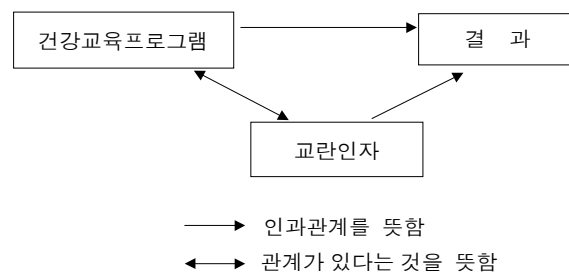 건강교육프로그램
결 과
교란인자
인과관계를 뜻함
관계가 있다는 것을 뜻함